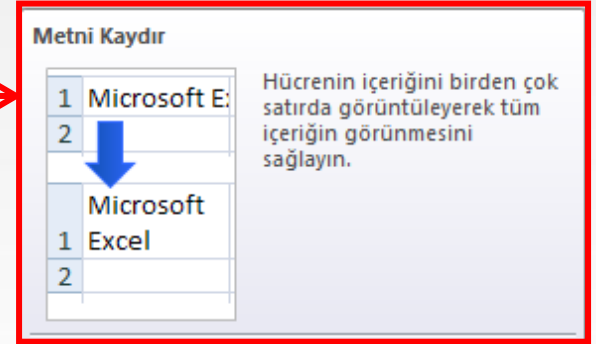 Metni Kaydır
1 Microsoft E
2
Microsoft
1 Excel
2
Hücrenin içeriğini birden çok
satırda görüntüleyerek tüm
içeriğin görünmesini
sağlayın.